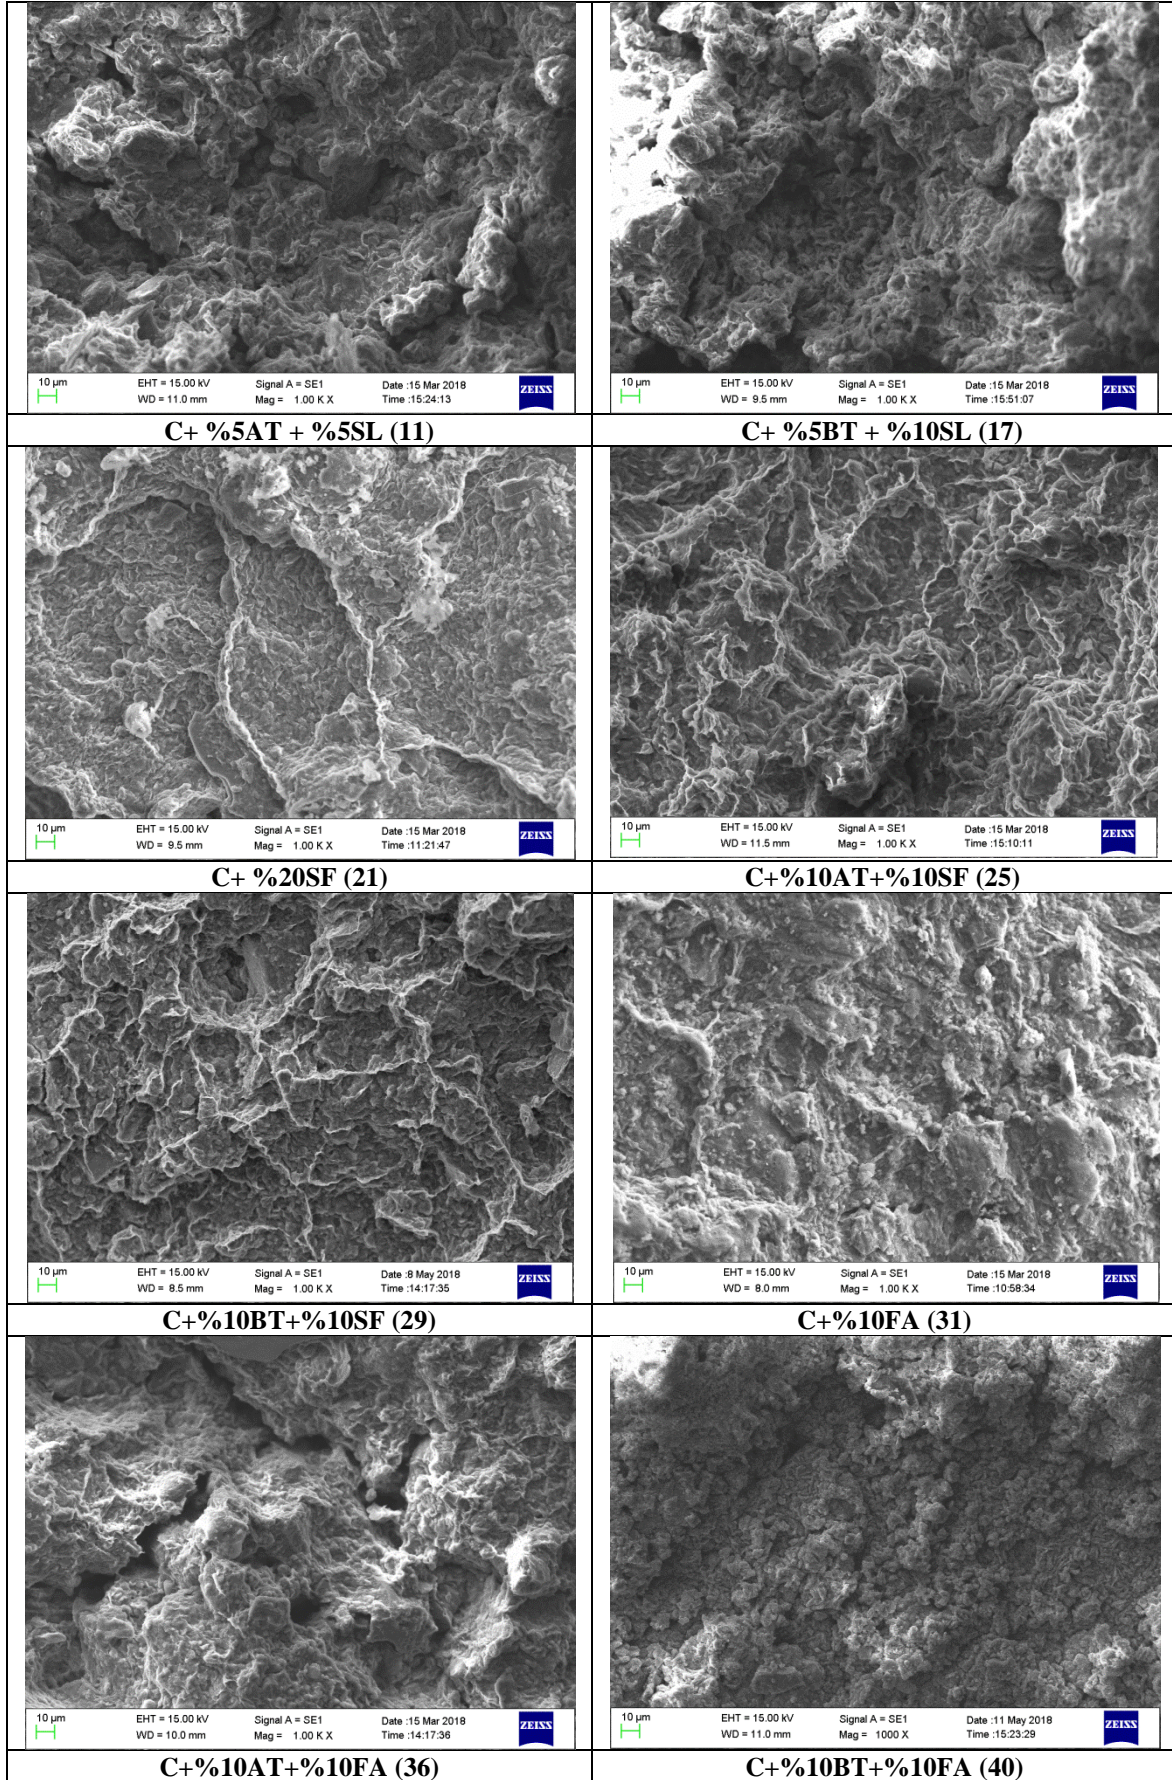 10 µm EHT = 15.00 kV Signal A = SE1 Date :15 Mar 2018 ZEISS
WD = 11.0 mm Mag = 1.00 K X Time :15:24:13
10 µm EHT = 15.00 kV Signal A = SE1 Date :15 Mar 2018 ZEISS
WD = 9.5 mm Mag = 1.00 K X Time :15:51:07
C+ %5AT + %5SL (11)
C+ %5BT + %10SL (17)
10 µm EHT = 15.00 kV Signal A = SE1 Date :15 Mar 2018 ZEISS
WD = 9.5 mm Mag = 1.00 K X Time :11:21:47
10 µm EHT = 15.00 kV Signal A = SE1 Date :15 Mar 2018 ZEISS
WD = 11.5 mm Mag = 1.00 K X Time :15:10:11
C+ %20SF (21)
C+%10AT+%10SF (25)
10 µm EHT = 15.00 kV Signal A = SE1 Date :8 May 2018 ZEISS
WD = 8.5 mm Mag = 1.00 K X Time :14:17:35
10 µm EHT = 15.00 kV Signal A = SE1 Date :15 Mar 2018 ZEISS
WD = 8.0 mm Mag = 1.00 K X Time :10:58:34
C+%10BT+%10SF (29)
C+%10FA (31)
10 µm EHT = 15.00 kV Signal A = SE1 Date :15 Mar 2018 ZEISS
WD = 10.0 mm Mag = 1.00 K X Time :14:17:36
10 µm EHT = 15.00 kV Signal A = SE1 Date :11 May 2018 ZEISS
WD = 11.0 mm Mag = 1000 X Time :15:23:29
C+%10AT+%10FA (36)
C+%10BT+%10FA (40)